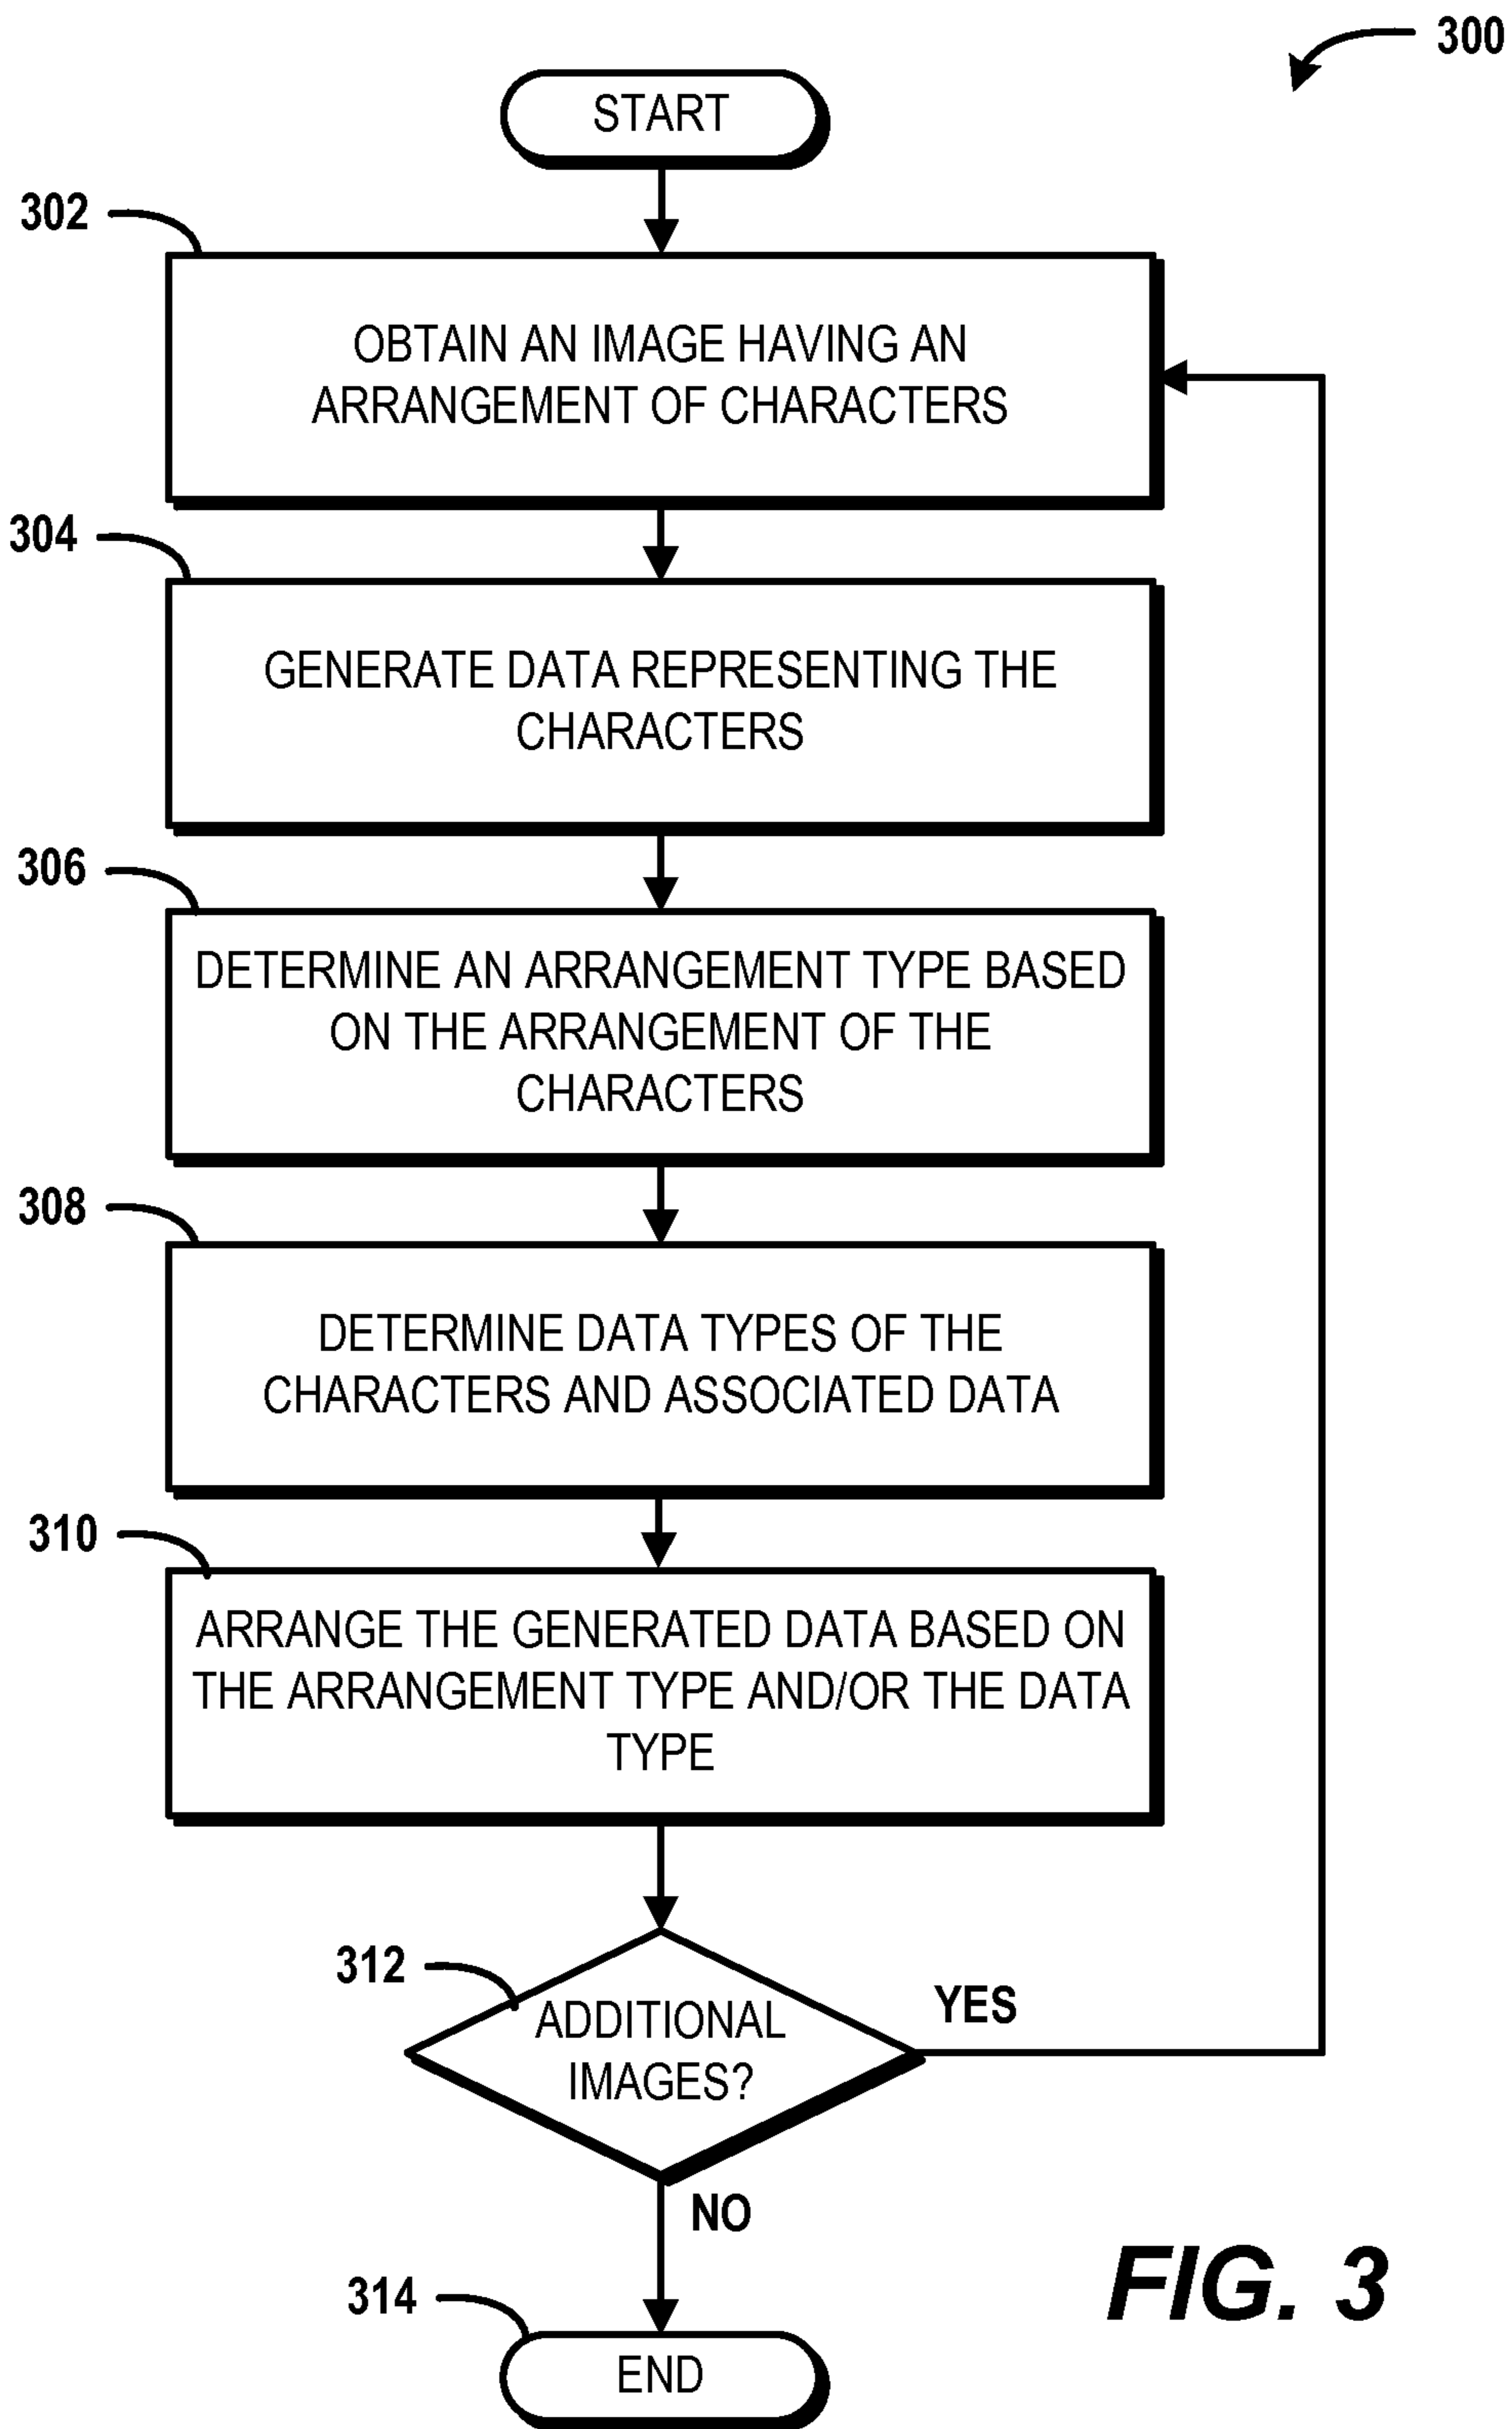 300
START
302
OBTAIN AN IMAGE HAVING AN
ARRANGEMENT OF CHARACTERS
304
GENERATE DATA REPRESENTING THE
CHARACTERS
306
DETERMINE AN ARRANGEMENT TYPE BASED
ON THE ARRANGEMENT OF THE
CHARACTERS
308
DETERMINE DATA TYPES OF THE
CHARACTERS AND ASSOCIATED DATA
310
ARRANGE THE GENERATED DATA BASED ON
THE ARRANGEMENT TYPE AND/OR THE DATA
TYPE
312
ADDITIONAL
IMAGES?
YES
NO
314
END
FIG. 3